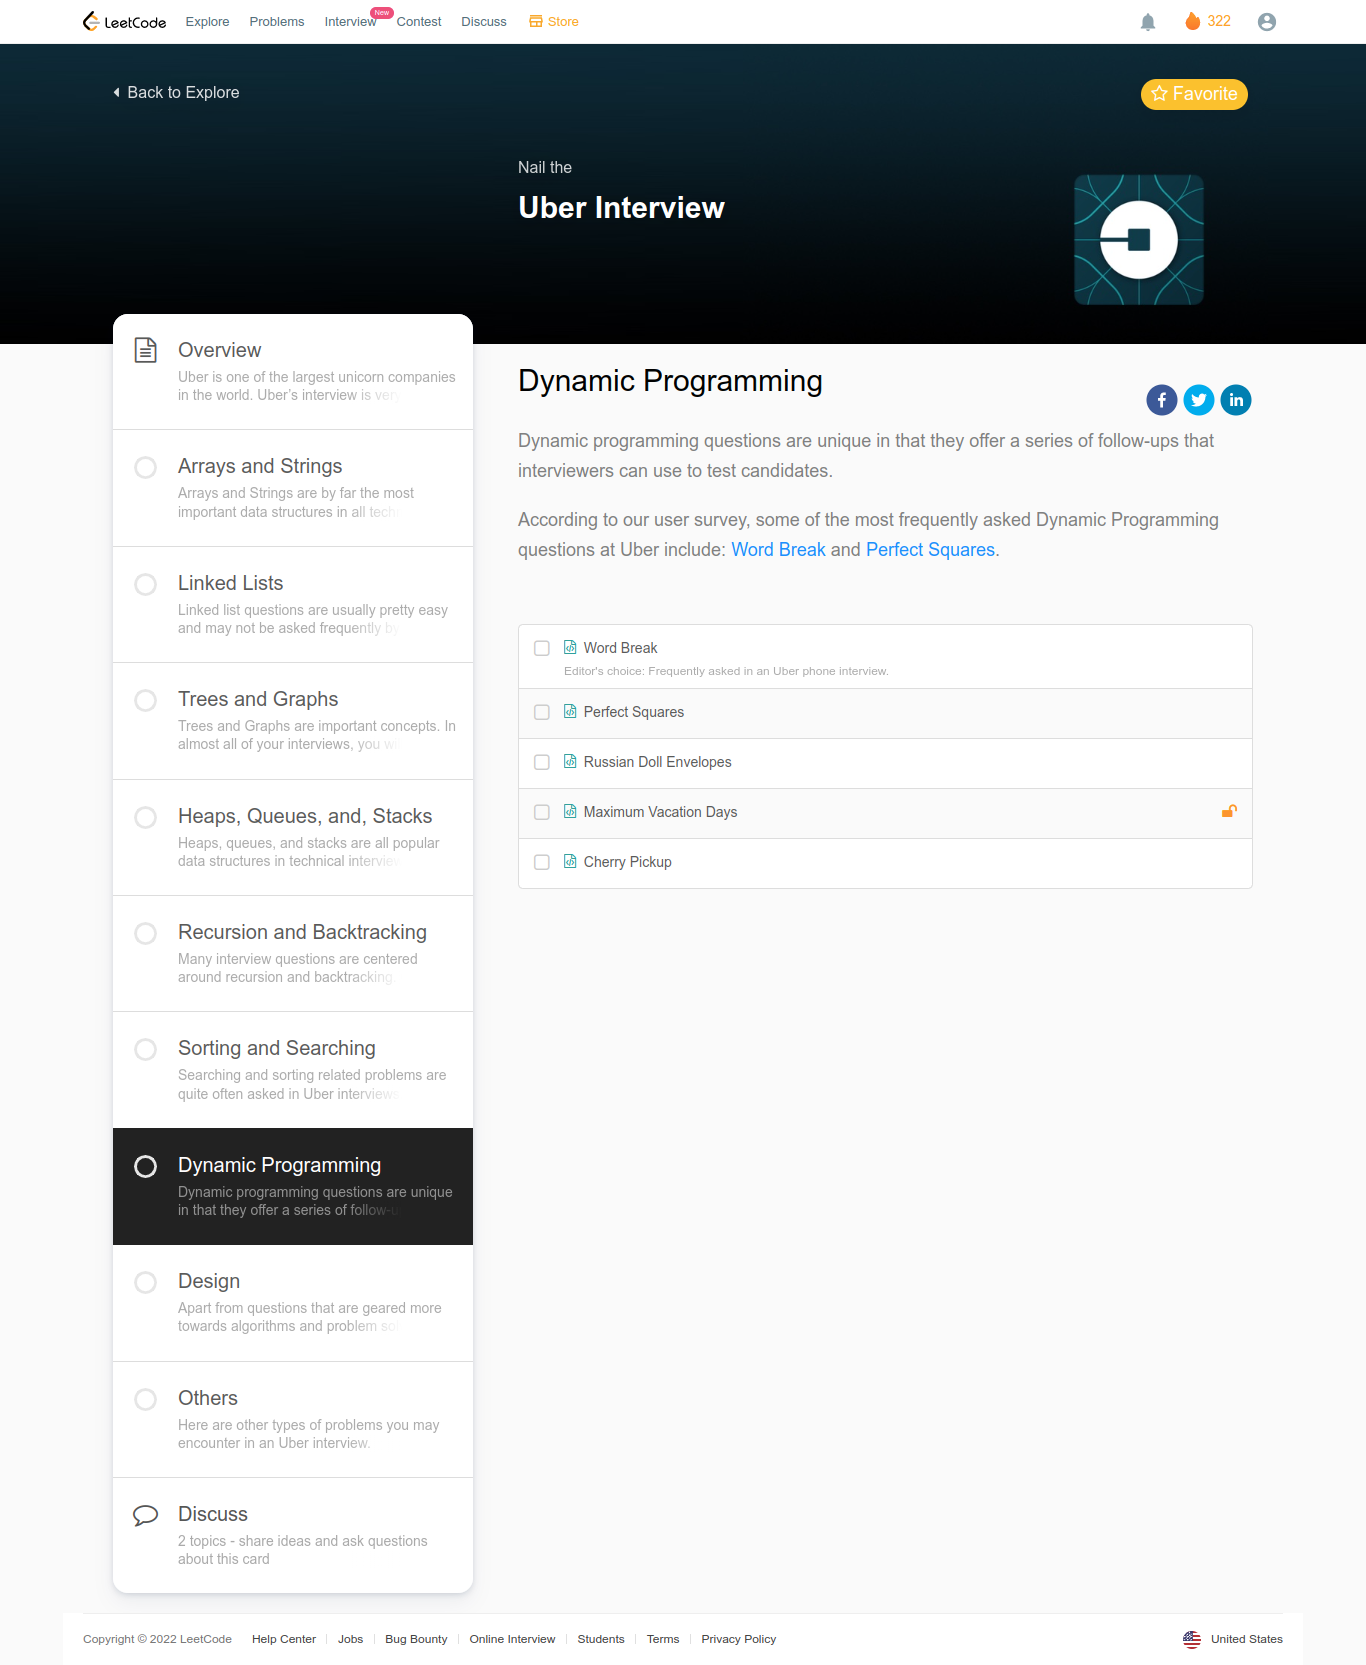 LeetCode Explore Problems Interview New Contest Discuss Store 322
Back to Explore Favorite
Nail the
Uber Interview
Overview
Uber is one of the largest unicorn companies
in the world. Uber's interview is very
Arrays and Strings
Arrays and Strings are by far the most
important data structures in all tech
Linked Lists
Linked list questions are usually pretty easy
and may not be asked frequently by
Trees and Graphs
Trees and Graphs are important concepts. In
almost all of your interviews, you
Heaps, Queues, and, Stacks
Heaps, queues, and stacks are all popular
data structures in technical interview
Recursion and Backtracking
Many interview questions are centered
around recursion and backtracking
Sorting and Searching
Searching and sorting related problems are
quite often asked in Uber interviews
Dynamic Programming
Dynamic programming questions are unique
in that they offer a series of follow-u
Design
Apart from questions that are geared more
towards algorithms and problem so
Others
Here are other types of problems you may
encounter in an Uber interview.
Discuss
2 topics - share ideas and ask questions
about this card
Dynamic Programming
Dynamic programming questions are unique in that they offer a series of follow-ups that
interviewers can use to test candidates.
According to our user survey, some of the most frequently asked Dynamic Programming
questions at Uber include: Word Break and Perfect Squares.
Word Break
Editor's choice: Frequently asked in an Uber phone interview.
Perfect Squares
Russian Doll Envelopes
Maximum Vacation Days
Cherry Pickup
Copyright © 2022 LeetCode Help Center Jobs Bug Bounty Online Interview Students Terms Privacy Policy United States